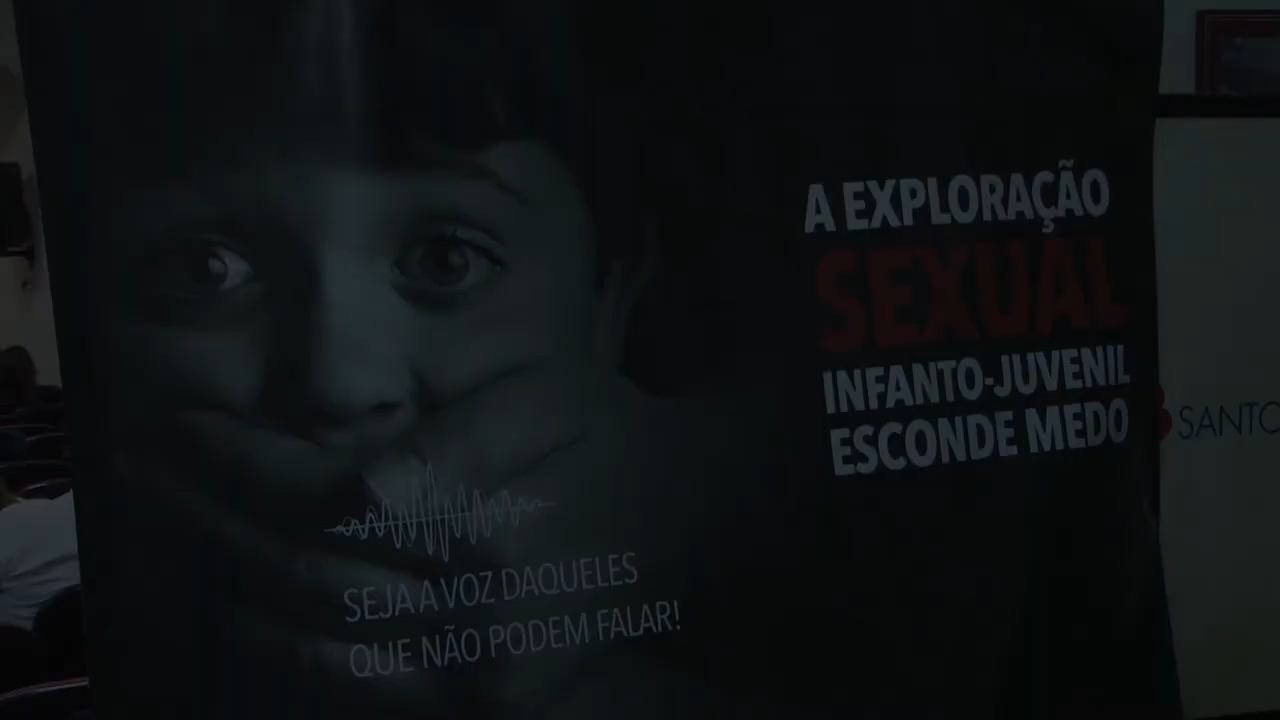 A EXPLORAÇÃO
SEXUAL
INFANTO-JUVENIL
ESCONDE MEDO
SANTO
SEJA A VOZ DAQUELES
QUE NÃO PODEM FALAR!